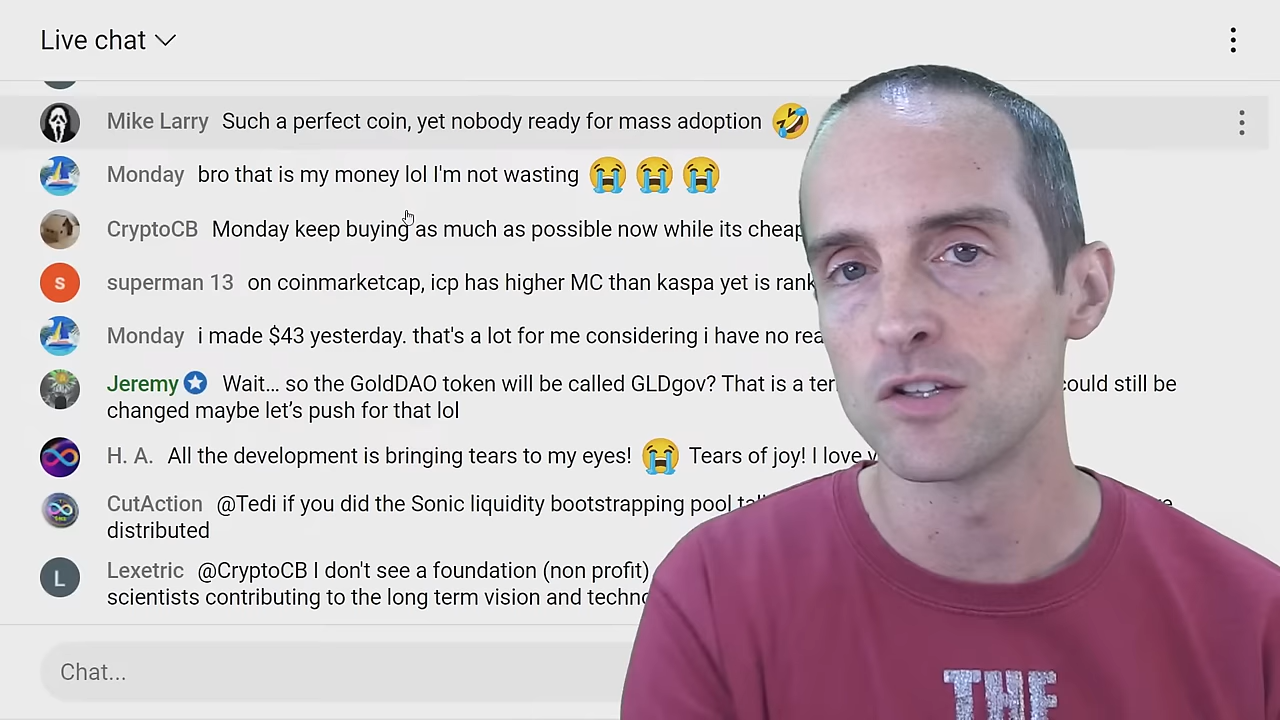 Live chat
Mike Larry Such a perfect coin, yet nobody ready for mass adoption 🤣
Monday bro that is my money lol I'm not wasting 😭 😭 😭
CryptoCB Monday keep buying as much as possible now while its cheap
superman 13 on coinmarketcap, icp has higher MC than kaspa yet is
Monday i made $43 yesterday. that's a lot for me considering i have no
Jeremy Wait... so the GoldDAO token will be called GLDgov? That is a could still be
changed maybe let's push for that lol
H. A. All the development is bringing tears to my eyes! 😭 Tears of joy! I love
CutAction @Tedi if you did the Sonic liquidity bootstrapping pool
distributed
L
Lexetric @CryptoCB I don't see a foundation (non profit)
scientists contributing to the long term vision and
Chat...
THE